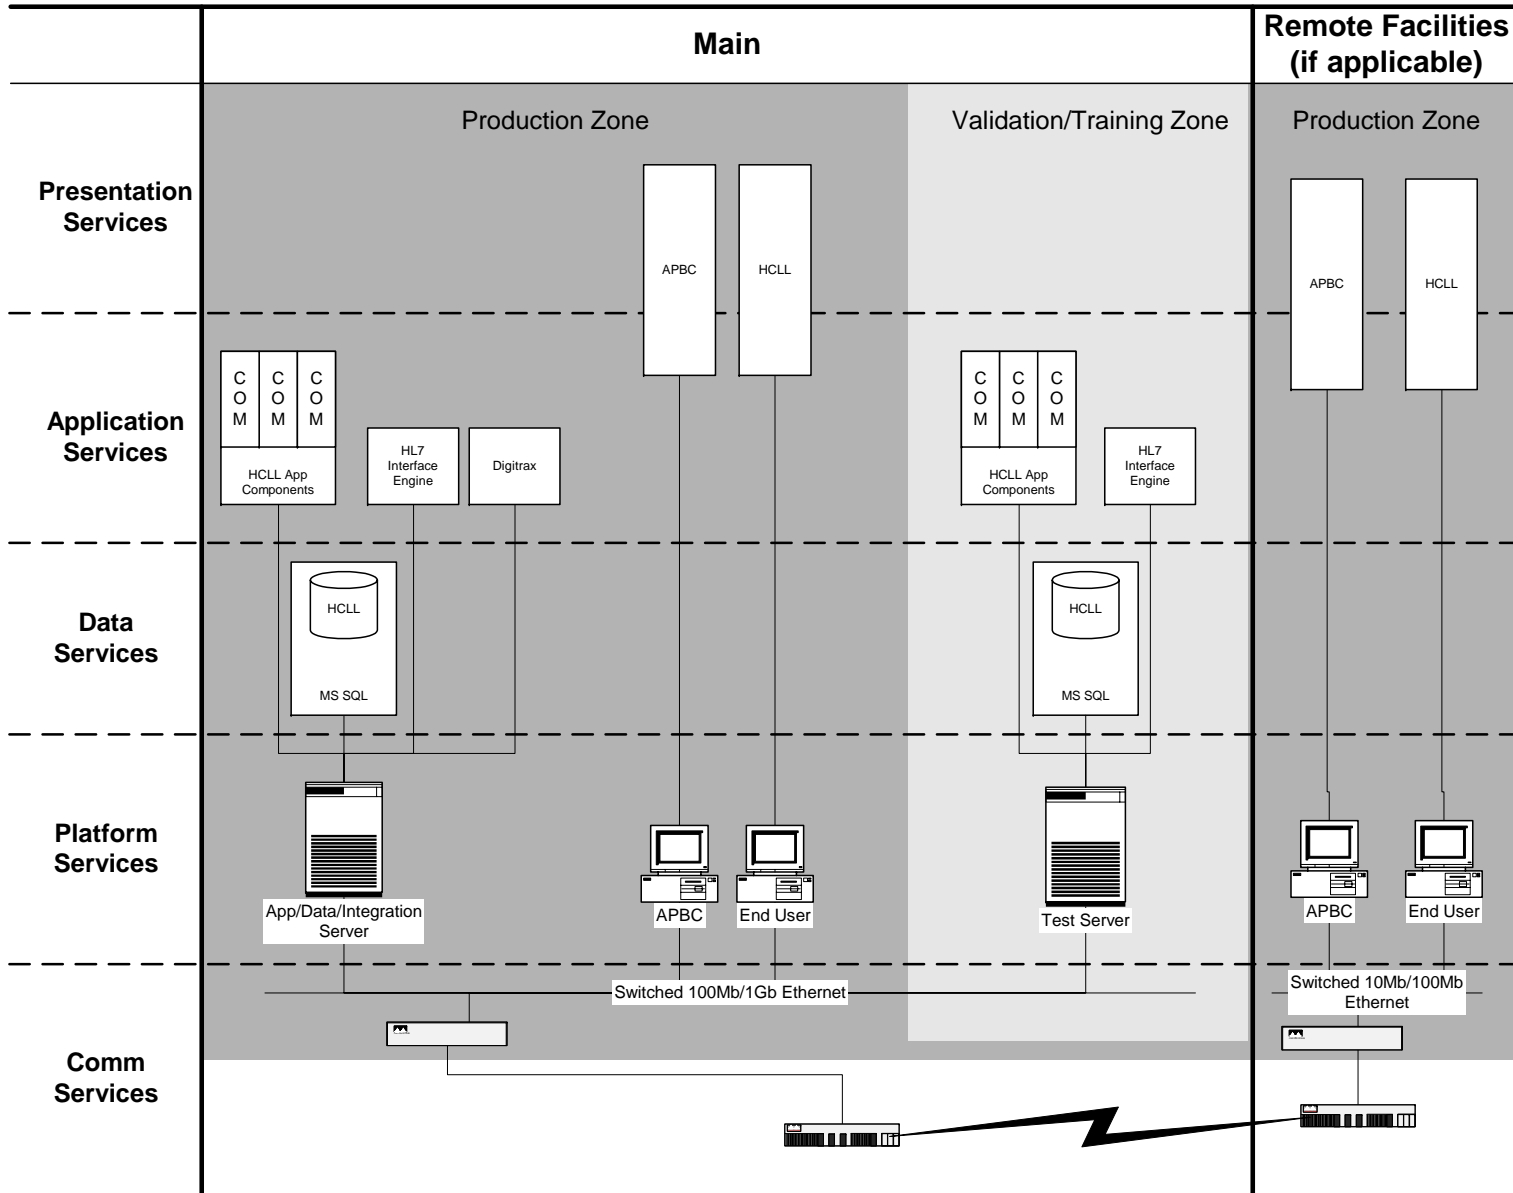 Main
Remote Facilities
(if applicable)
Production Zone
Validation/Training Zone
Production Zone
Presentation
Services
APBC
HCLL
APBC
HCLL
Application
Services
C
O
M
C
O
M
C
O
M
HCLL App
Components
HL7
Interface
Engine
Digitrax
C
O
M
C
O
M
C
O
M
HCLL App
Components
HL7
Interface
Engine
Data
Services
HCLL
MS SQL
HCLL
MS SQL
Platform
Services
App/Data/Integration
Server
APBC
End User
Test Server
APBC
End User
Comm
Services
Switched 100Mb/1Gb Ethernet
Switched 10Mb/100Mb
Ethernet